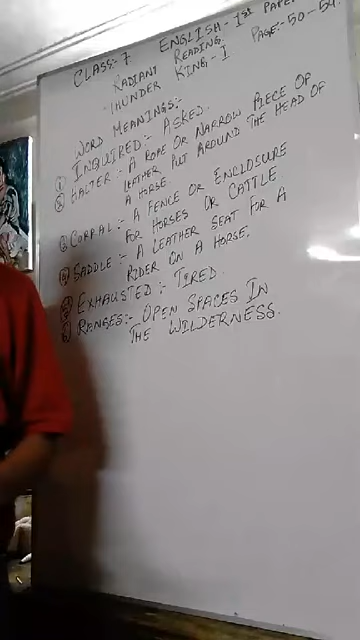 CLASS:- 7 ENGLISH - 1st PAPER
RADIANT READING PAGE:- 50-54.
THUNDER KING - I
WORD MEANINGS:-
① INQUIRED:- ASKED.
② HALTER:- A ROPE OR NARROW PIECE OF
LEATHER PUT AROUND THE HEAD OF
A HORSE.
③ CORRAL:- A FENCE OR ENCLOSURE
FOR HORSES OR CATTLE.
④ SADDLE:- A LEATHER SEAT FOR A
RIDER ON A HORSE.
⑤ EXHAUSTED:- TIRED.
⑥ RANGES:- OPEN SPACES IN
THE WILDERNESS.